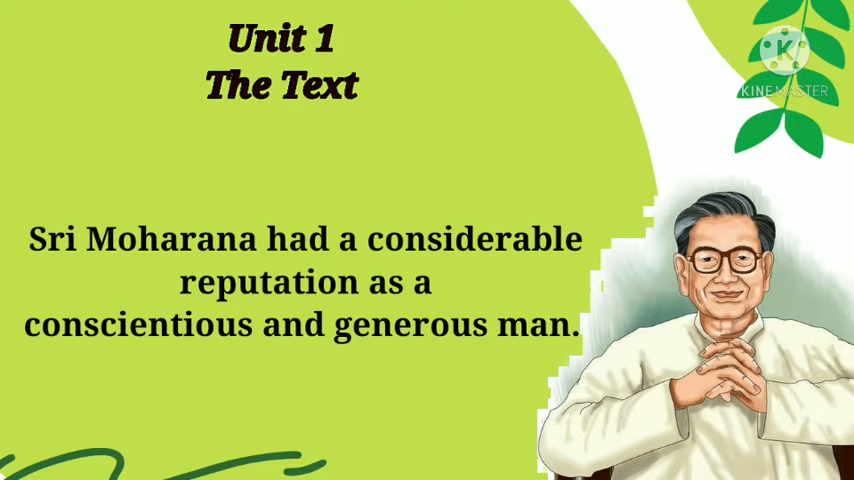 Unit 1
The Text
K
KINEMASTER
Sri Moharana had a considerable
reputation as a
conscientious and generous man.